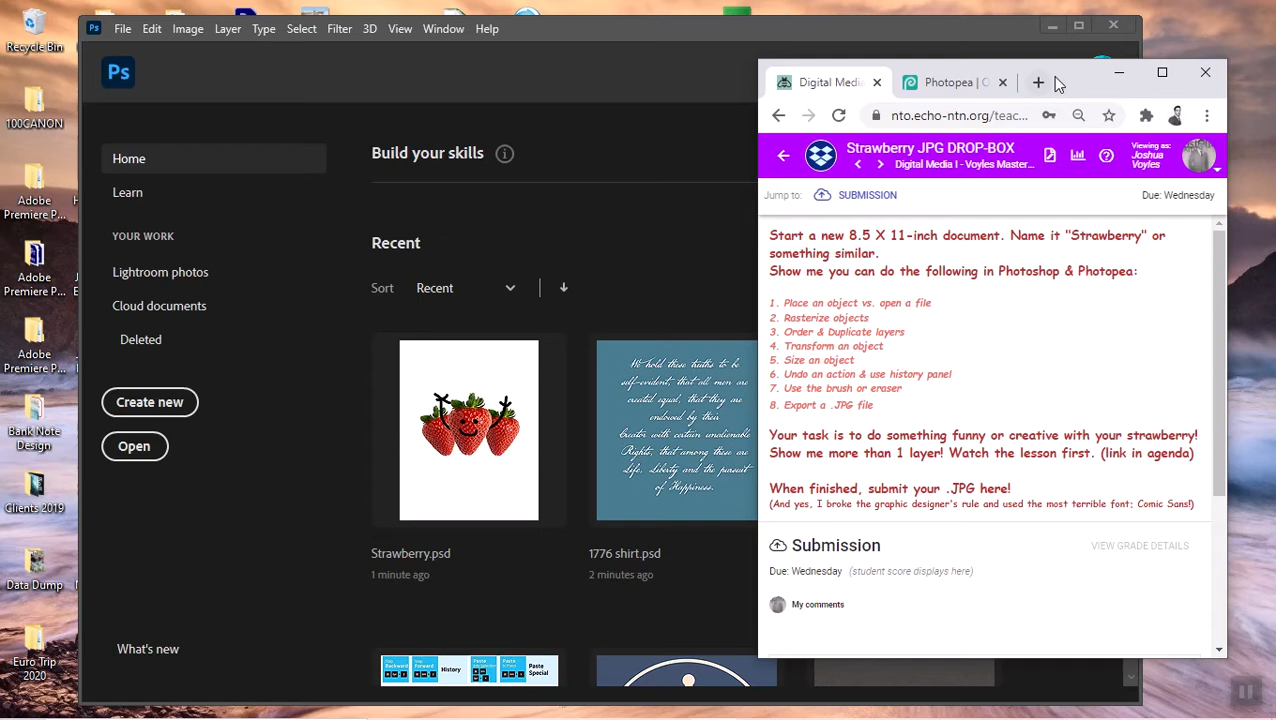 Recycle Bin
100CANON
Adobe
Premiere P...
Adobe
Premiere P...
Adobe
Premiere P...
Bank Note
Design
Clients 2019
Data Dump
Euro Trip
2020
Ps
File Edit Image Layer Type Select Filter 3D View Window Help
Ps
Home
Learn
YOUR WORK
Lightroom photos
Cloud documents
Deleted
Create new
Open
What's new
Build your skills
Recent
Sort Recent
We hold these truths to be
self-evident, that all men are
created equal, that they are
endowed by their
Creator with certain unalienable
Rights, that among these are
Life, Liberty and the pursuit
of Happiness.
Strawberry.psd
1 minute ago
1776 shirt.psd
2 minutes ago
History
Paste
Special
Digital Media
Photopea | O
nto.echo-ntn.org/teac...
Strawberry JPG DROP-BOX
Digital Media I - Voyles Master...
Viewing as:
Joshua
Voyles
Jump to: SUBMISSION
Due: Wednesday
Start a new 8.5 X 11-inch document. Name it "Strawberry" or
something similar.
Show me you can do the following in Photoshop & Photopea:
1. Place an object vs. open a file
2. Rasterize objects
3. Order & Duplicate layers
4. Transform an object
5. Size an object
6. Undo an action & use history panel!
7. Use the brush or eraser
8. Export a .JPG file
Your task is to do something funny or creative with your strawberry!
Show me more than 1 layer! Watch the lesson first. (link in agenda)
When finished, submit your .JPG here!
(And yes, I broke the graphic designer's rule and used the most terrible font; Comic Sans!)
Submission
VIEW GRADE DETAILS
Due: Wednesday (student score displays here)
My comments